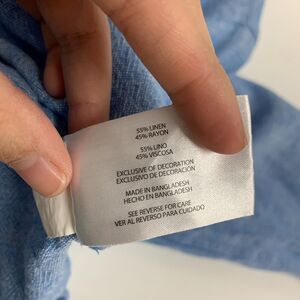 55% LINEN
45% RAYON
55% LINO
45% VISCOSA
EXCLUSIVE OF DECORATION
EXCLUSIVO DE DECORACIÓN
MADE IN BANGLADESH
HECHO EN BANGLADESH
SEE REVERSE FOR CARE
VER AL REVERSO PARA CUIDADO